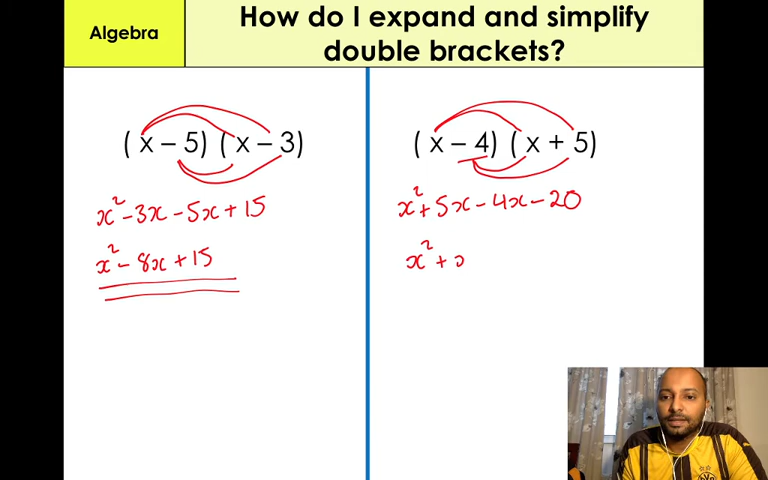 Algebra
How do I expand and simplify
double brackets?
(x – 5) (x – 3)
x² - 3x - 5x + 15
x² - 8x + 15
(x – 4) (x + 5)
x² + 5x - 4x - 20
x² +